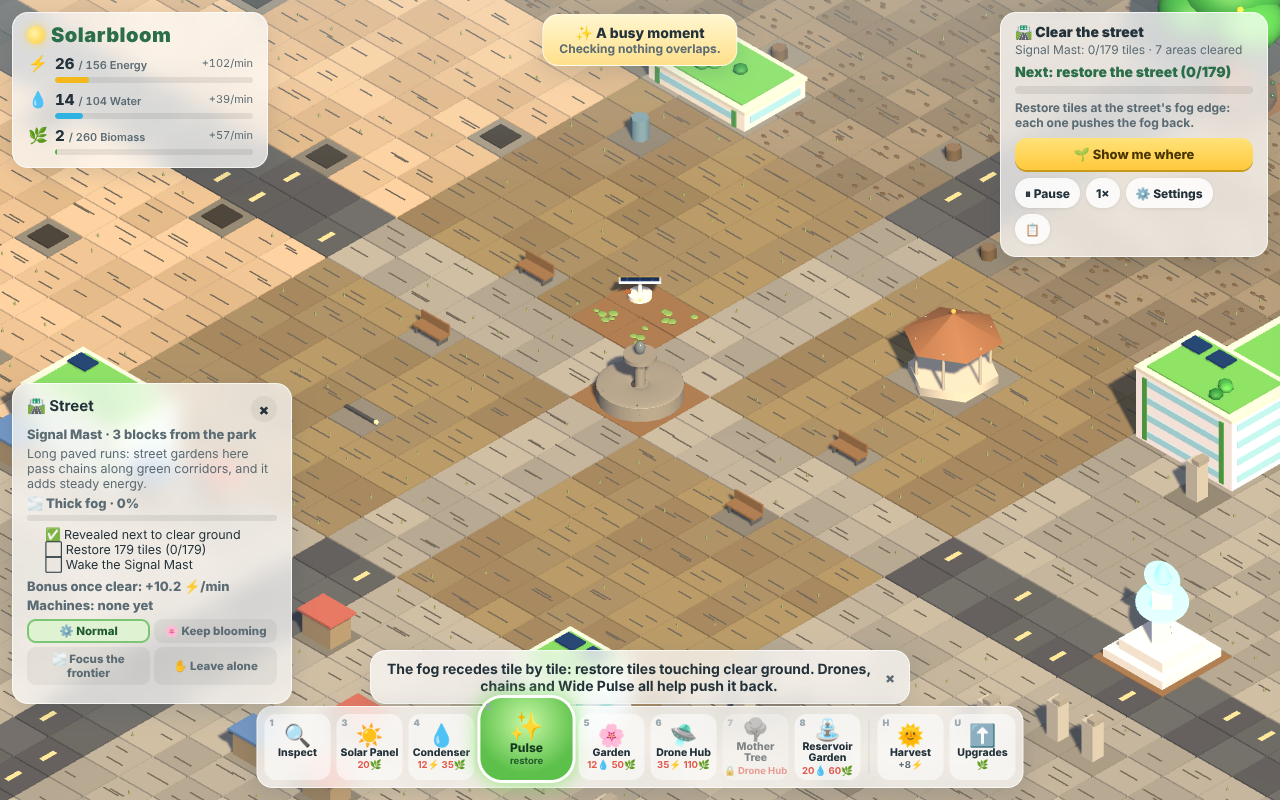 Solarbloom
26 / 156 Energy +102/min
14 / 104 Water +39/min
2 / 260 Biomass +57/min
✨ A busy moment
Checking nothing overlaps.
Clear the street
Signal Mast: 0/179 tiles · 7 areas cleared
Next: restore the street (0/179)
Restore tiles at the street's fog edge:
each one pushes the fog back.
Show me where
Pause
1×
Settings
Street
Signal Mast · 3 blocks from the park
Long paved runs: street gardens here
pass chains along green corridors, and it
adds steady energy.
Thick fog · 0%
✅ Revealed next to clear ground
Restore 179 tiles (0/179)
Wake the Signal Mast
Bonus once clear: +10.2 ⚡/min
Machines: none yet
Normal
Keep blooming
Focus the
frontier
Leave alone
The fog recedes tile by tile: restore tiles touching clear ground. Drones,
chains and Wide Pulse all help push it back.
1
Inspect
3
Solar Panel
20🌿
4
Condenser
12⚡ 35🌿
Pulse
restore
5
Garden
12💧 50🌿
6
Drone Hub
35⚡ 110🌿
7
Mother
Tree
🔒 Drone Hub
8
Reservoir
Garden
20💧 60🌿
H
Harvest
+8⚡
U
Upgrades
🌿